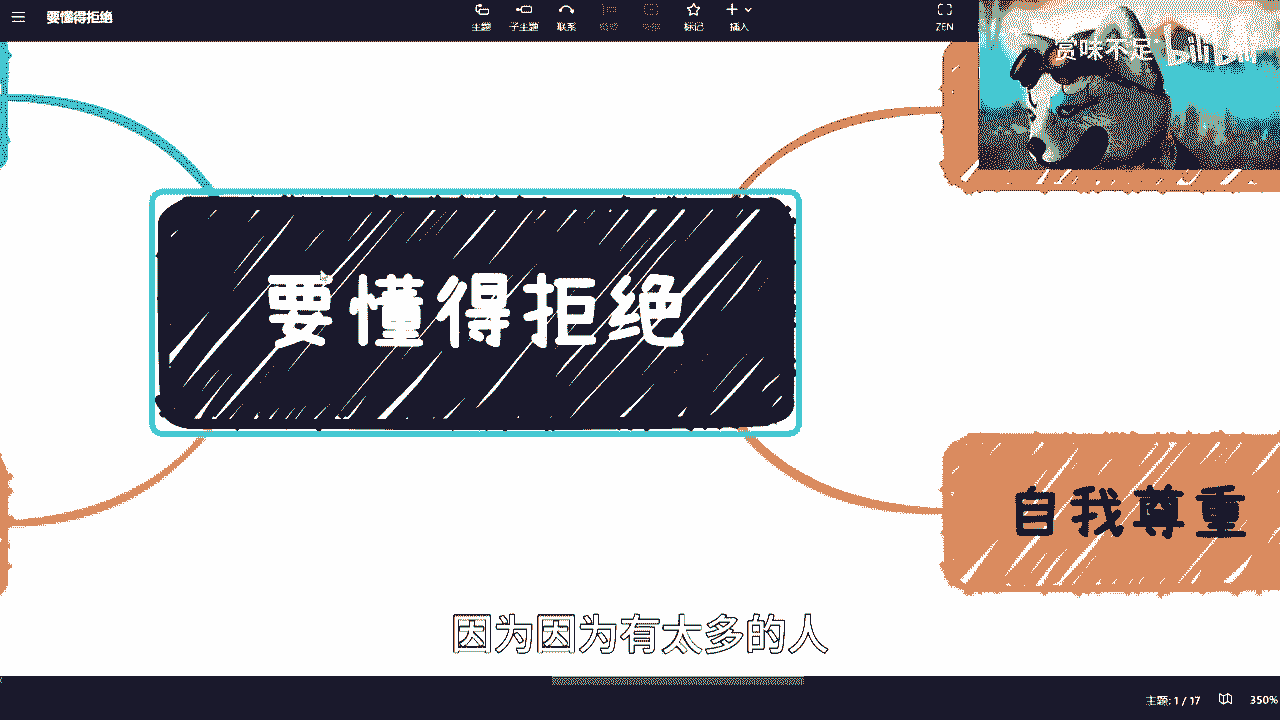 要懂得拒绝
主题 子主题 联系 标记 插入 ZEN
赏味不足 bilibili
要懂得拒绝
自我尊重
因为因为有太多的人
主题: 1 / 17 350%